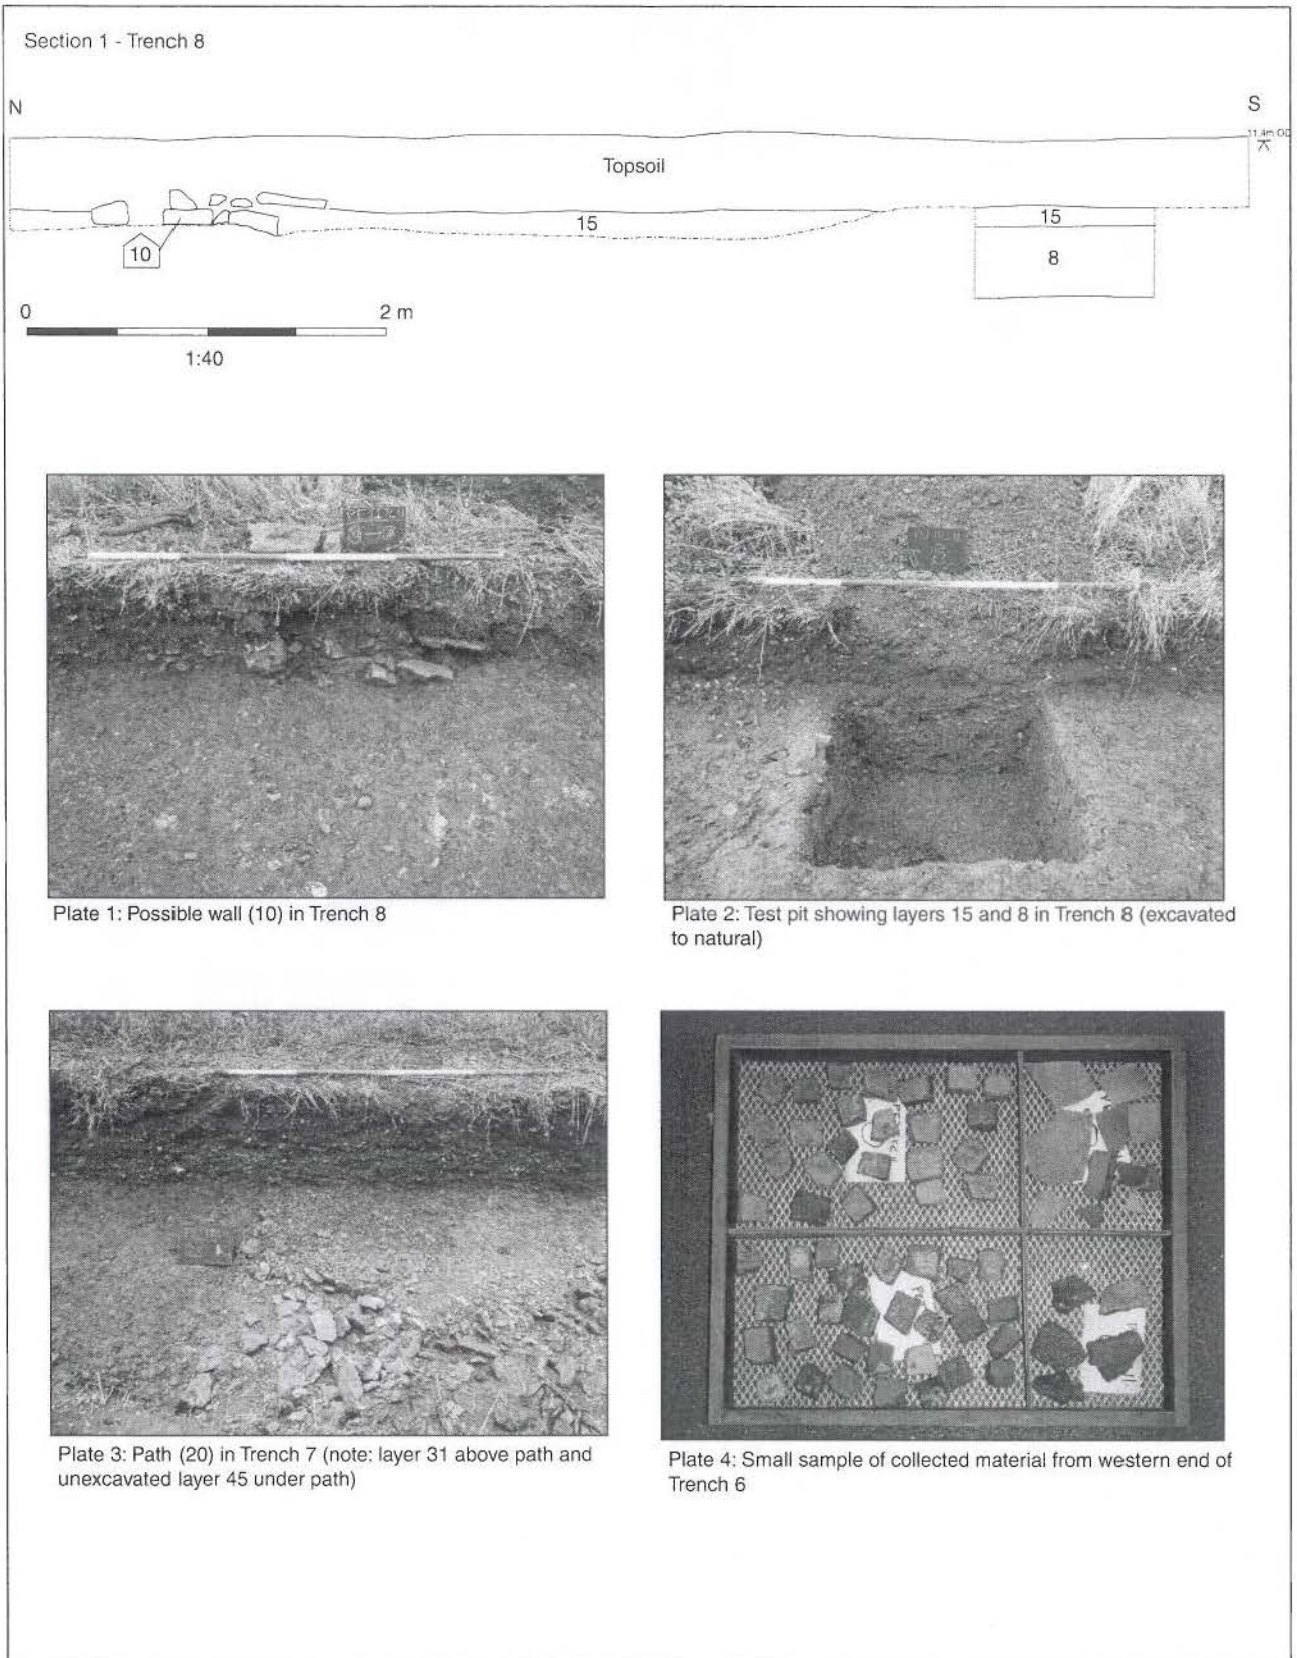 Section 1 - Trench 8
N
S
11.4m OD
Topsoil
15
15
10
8
0
2 m
1:40
Plate 1: Possible wall (10) in Trench 8
Plate 2: Test pit showing layers 15 and 8 in Trench 8 (excavated
to natural)
Plate 3: Path (20) in Trench 7 (note: layer 31 above path and
unexcavated layer 45 under path)
Plate 4: Small sample of collected material from western end of
Trench 6